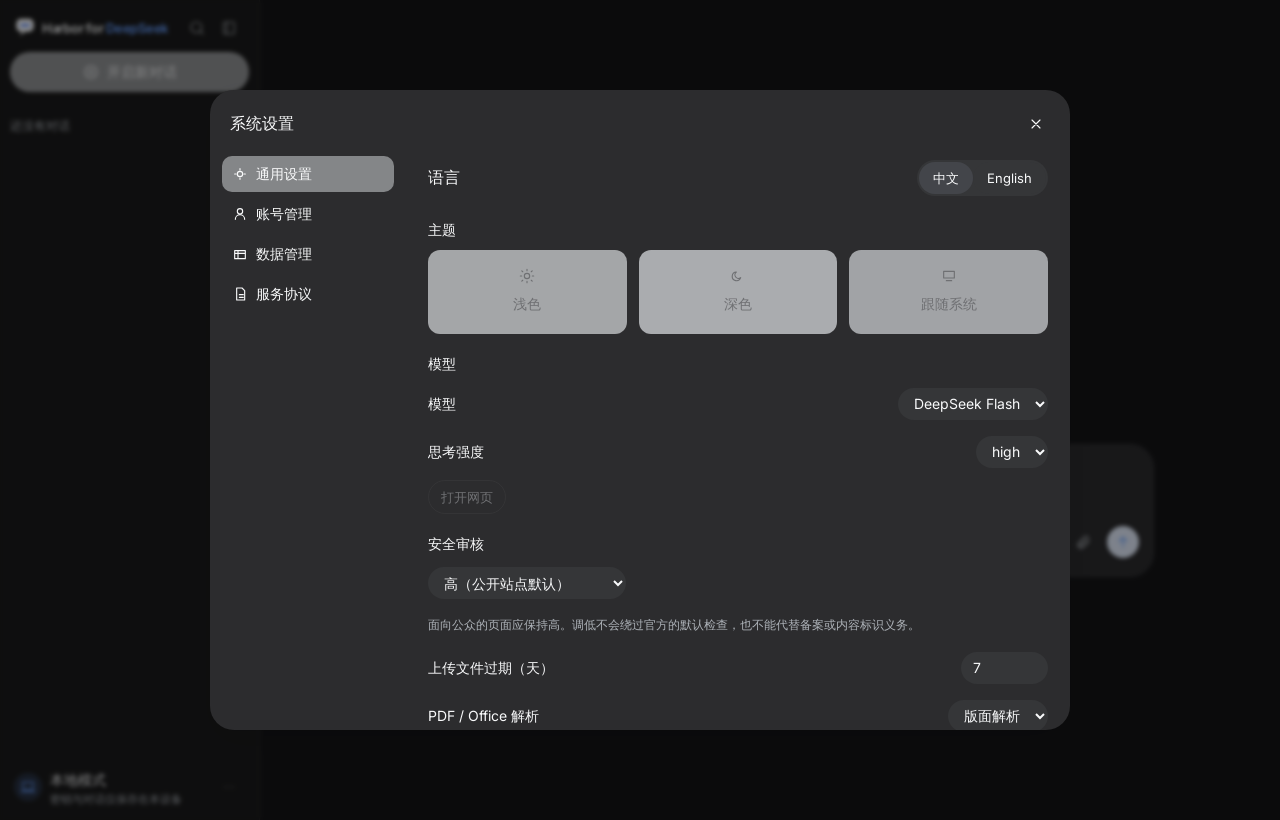 Harbor for DeepSeek
开启新对话
还没有对话
系统设置
通用设置
账号管理
数据管理
服务协议
语言
中文 English
主题
浅色 深色 跟随系统
模型
模型 DeepSeek Flash
思考强度 high
打开网页
安全审核
高（公开站点默认）
面向公众的页面应保持高。调低不会绕过官方的默认检查，也不能代替备案或内容标识义务。
上传文件过期（天） 7
PDF / Office 解析 版面解析
本地模式